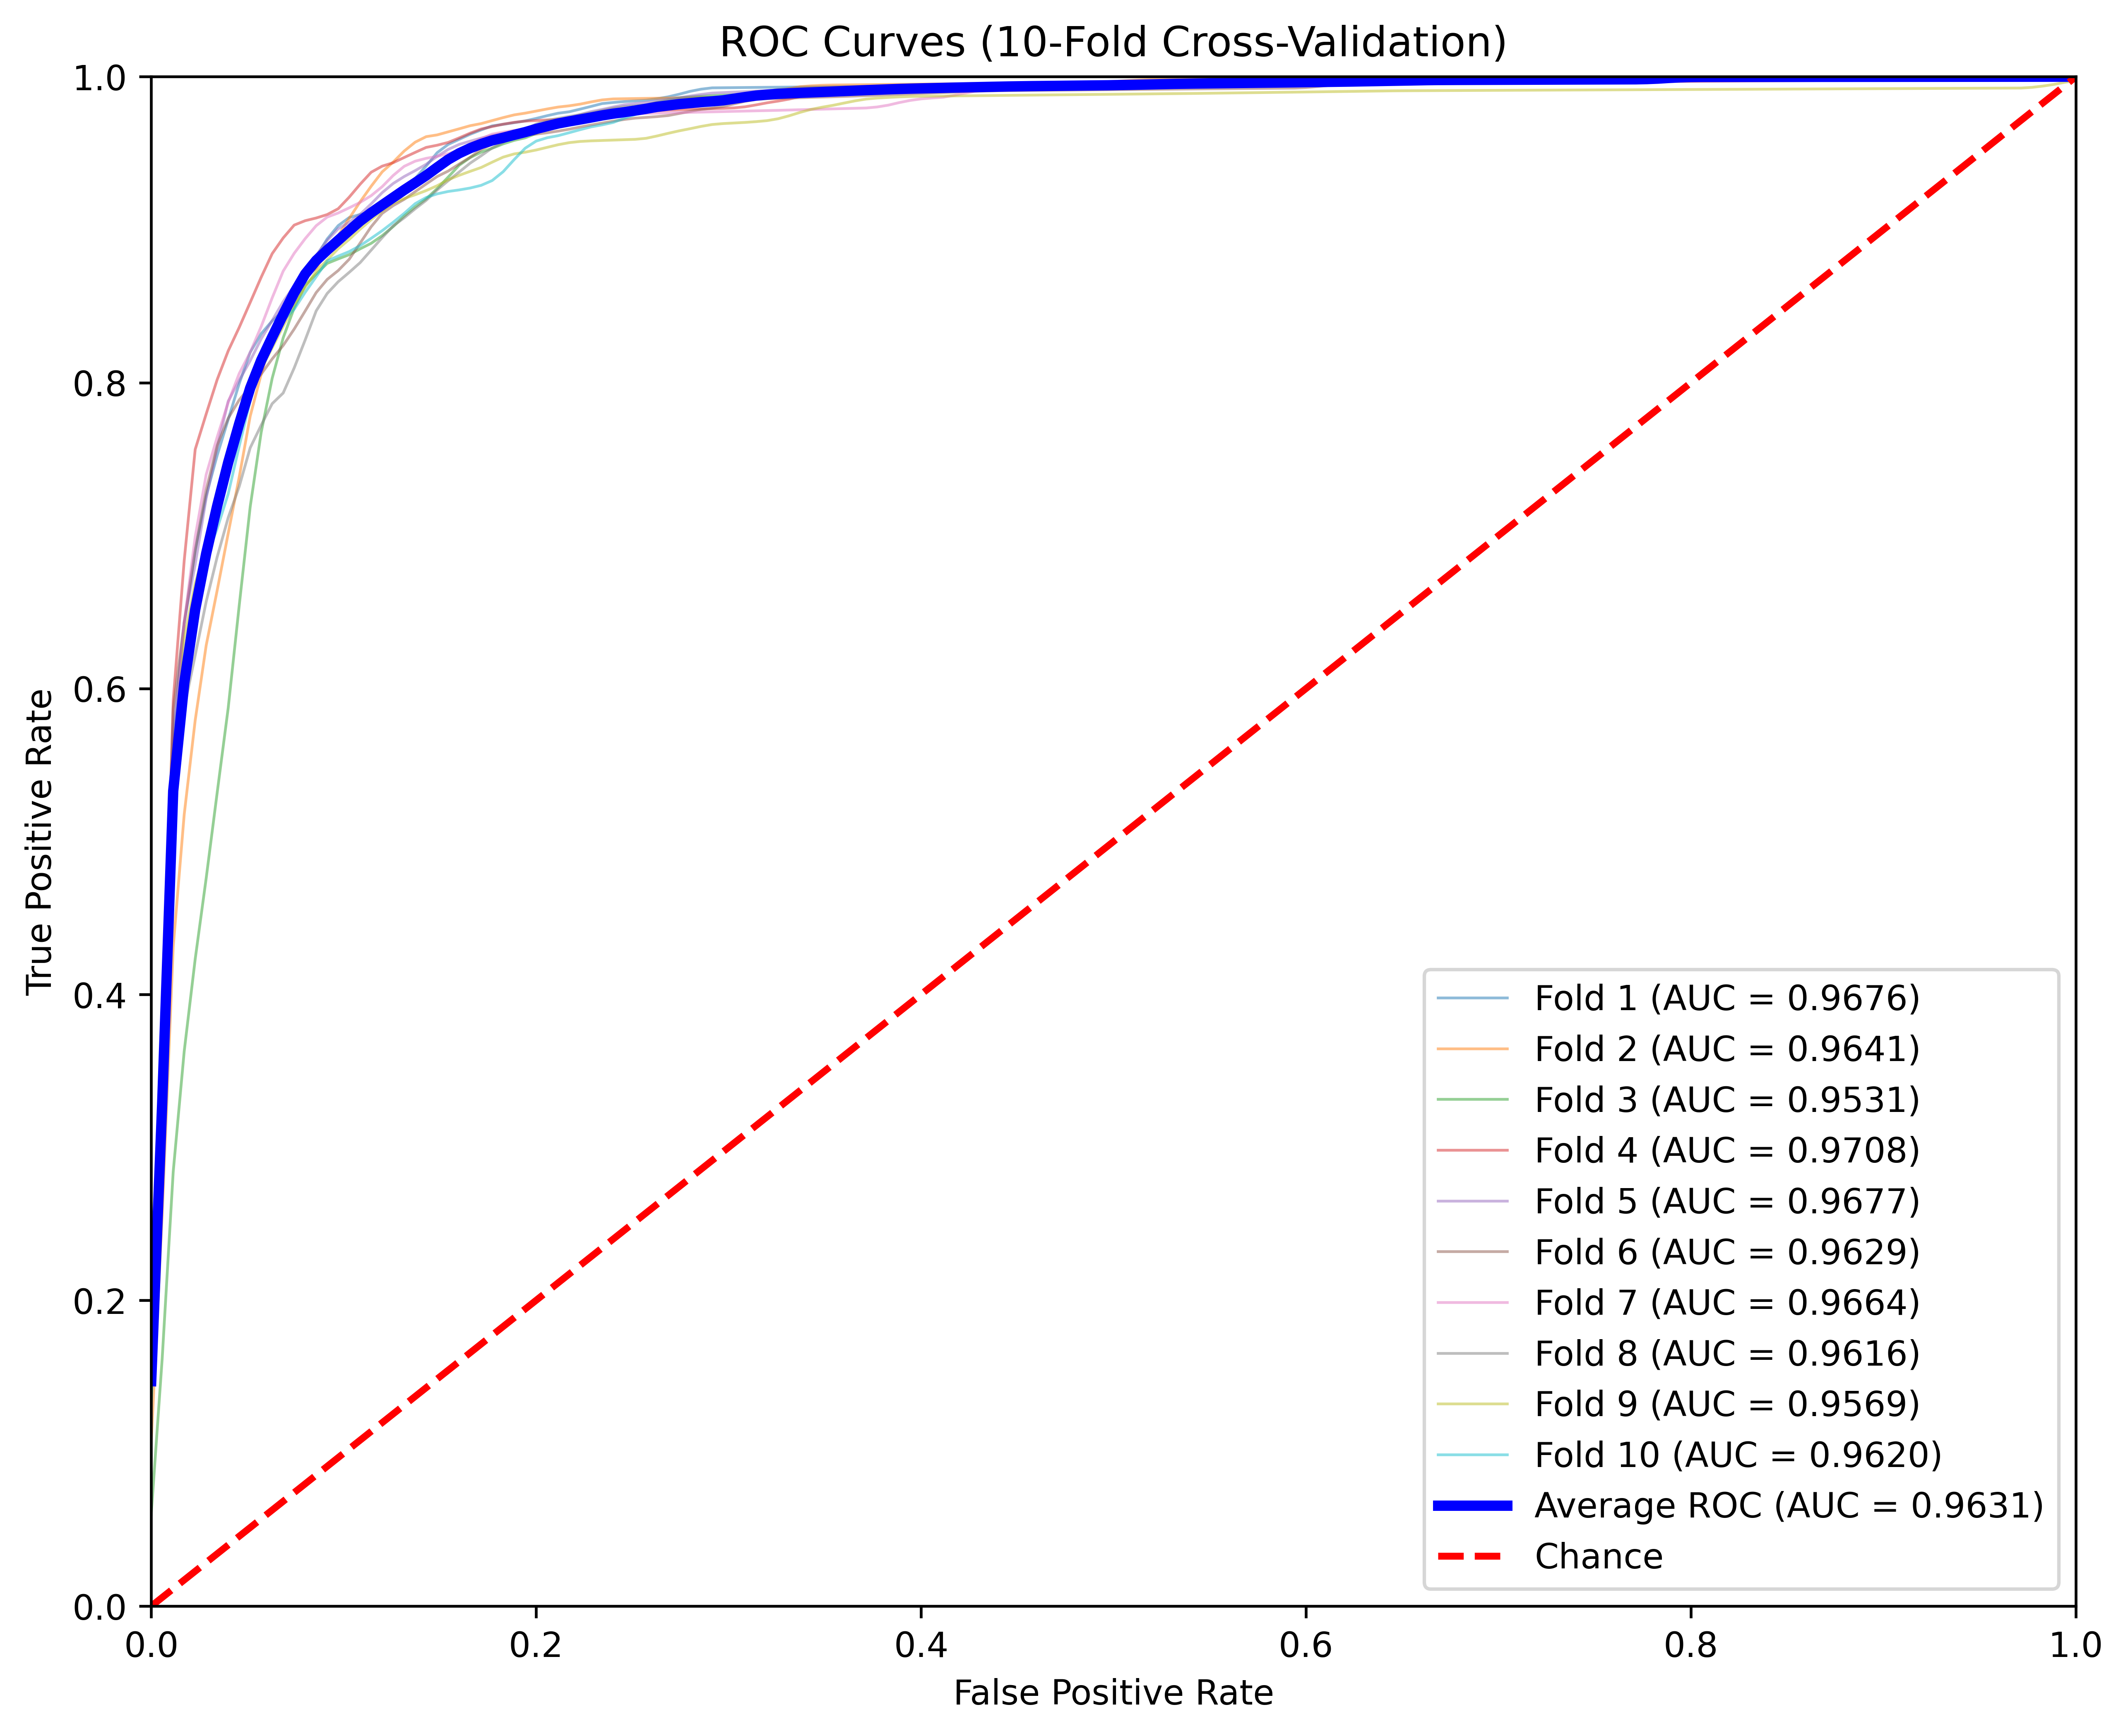 ROC Curves (10-Fold Cross-Validation)
1.0
0.8
0.6
0.4
0.2
0.0
True Positive Rate
0.0 0.2 0.4 0.6 0.8 1.0
False Positive Rate
Fold 1 (AUC = 0.9676)
Fold 2 (AUC = 0.9641)
Fold 3 (AUC = 0.9531)
Fold 4 (AUC = 0.9708)
Fold 5 (AUC = 0.9677)
Fold 6 (AUC = 0.9629)
Fold 7 (AUC = 0.9664)
Fold 8 (AUC = 0.9616)
Fold 9 (AUC = 0.9569)
Fold 10 (AUC = 0.9620)
Average ROC (AUC = 0.9631)
Chance